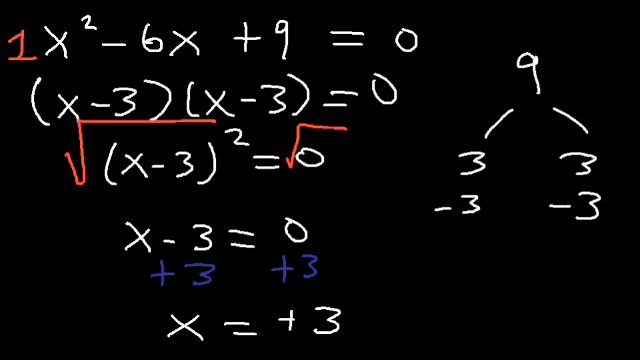 1x² - 6x + 9 = 0
(x - 3)(x - 3) = 0
√(x - 3)² = √0
x - 3 = 0
+3 +3
x = +3
9
3 3
-3 -3